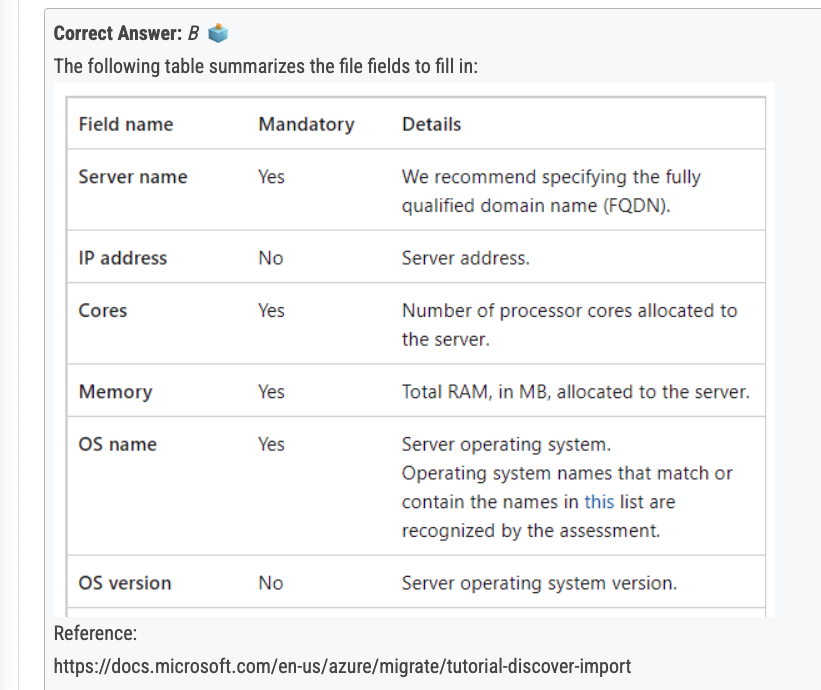 Correct Answer: B
The following table summarizes the file fields to fill in:
Field name Mandatory Details
Server name Yes We recommend specifying the fully
qualified domain name (FQDN).
IP address No Server address.
Cores Yes Number of processor cores allocated to
the server.
Memory Yes Total RAM, in MB, allocated to the server.
OS name Yes Server operating system.
Operating system names that match or
contain the names in this list are
recognized by the assessment.
OS version No Server operating system version.
Reference:
https://docs.microsoft.com/en-us/azure/migrate/tutorial-discover-import